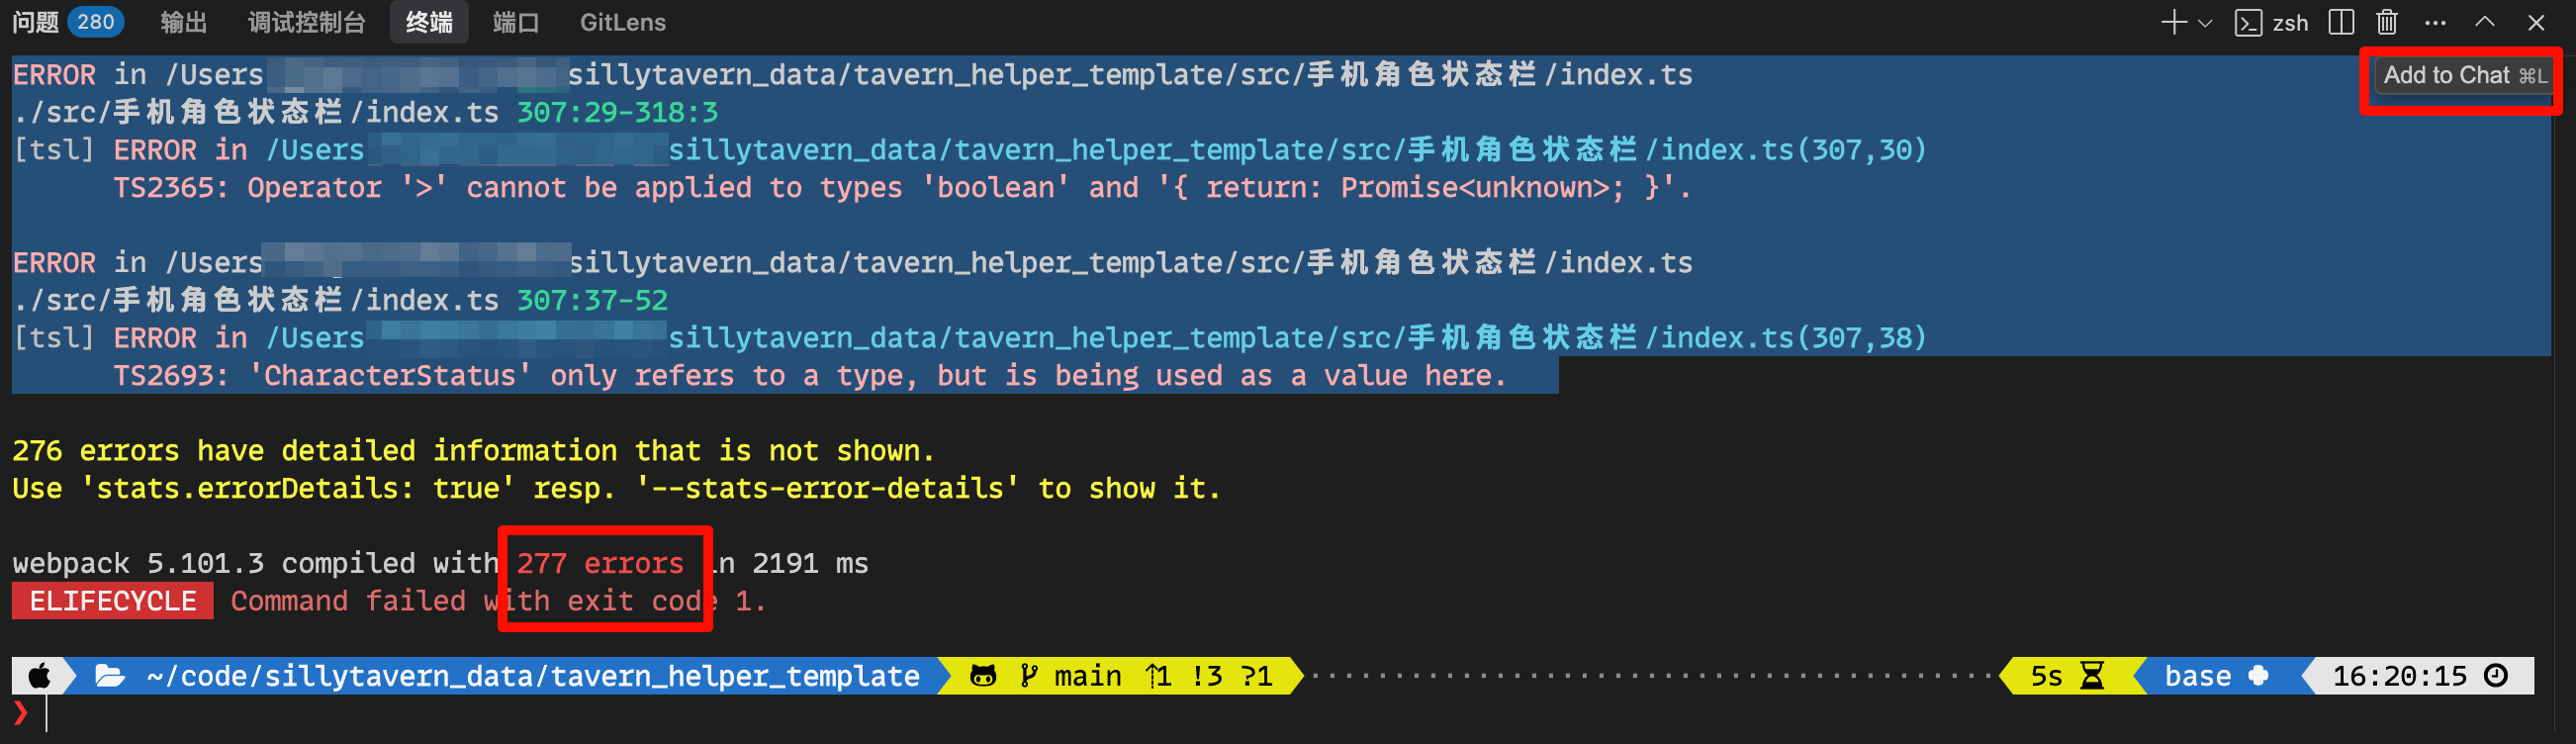 问题 280 输出 调试控制台 终端 端口 GitLens zsh
ERROR in /Users sillytavern_data/tavern_helper_template/src/手机角色状态栏/index.ts
Add to Chat ⌘L
./src/手机角色状态栏/index.ts 307:29-318:3
[tsl] ERROR in /Users sillytavern_data/tavern_helper_template/src/手机角色状态栏/index.ts(307,30)
TS2365: Operator '>' cannot be applied to types 'boolean' and '{ return: Promise<unknown>; }'.
ERROR in /Users sillytavern_data/tavern_helper_template/src/手机角色状态栏/index.ts
./src/手机角色状态栏/index.ts 307:37-52
[tsl] ERROR in /Users sillytavern_data/tavern_helper_template/src/手机角色状态栏/index.ts(307,38)
TS2693: 'CharacterStatus' only refers to a type, but is being used as a value here.
276 errors have detailed information that is not shown.
Use 'stats.errorDetails: true' resp. '--stats-error-details' to show it.
webpack 5.101.3 compiled with 277 errors in 2191 ms
ELIFECYCLE Command failed with exit code 1.
~/code/sillytavern_data/tavern_helper_template main ⇡1 !3 ?1 5s base 16:20:15
❯